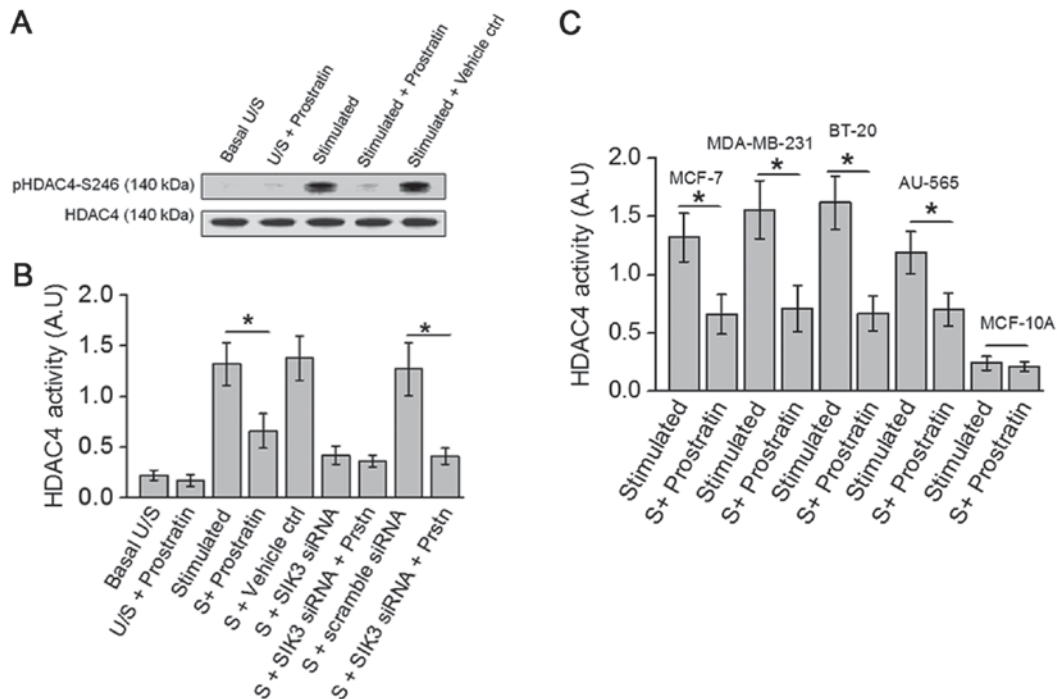 A
Basal U/S
U/S + Prostratin
Stimulated
Stimulated + Prostratin
Stimulated + Vehicle ctrl
pHDAC4-S246 (140 kDa)
HDAC4 (140 kDa)
B
HDAC4 activity (A.U)
2.0
1.5
1.0
0.5
0.0
*
*
Basal U/S
U/S + Prostratin
Stimulated
S+ Prostratin
S + Vehicle ctrl
S + SIK3 siRNA
S + SIK3 siRNA + Prstn
S + scramble siRNA
S + SIK3 siRNA + Prstn
C
HDAC4 activity (A.U)
2.0
1.5
1.0
0.5
0.0
MCF-7
*
MDA-MB-231
*
BT-20
*
AU-565
*
MCF-10A
Stimulated
S+ Prostratin
Stimulated
S+ Prostratin
Stimulated
S+ Prostratin
Stimulated
S+ Prostratin
Stimulated
S+ Prostratin